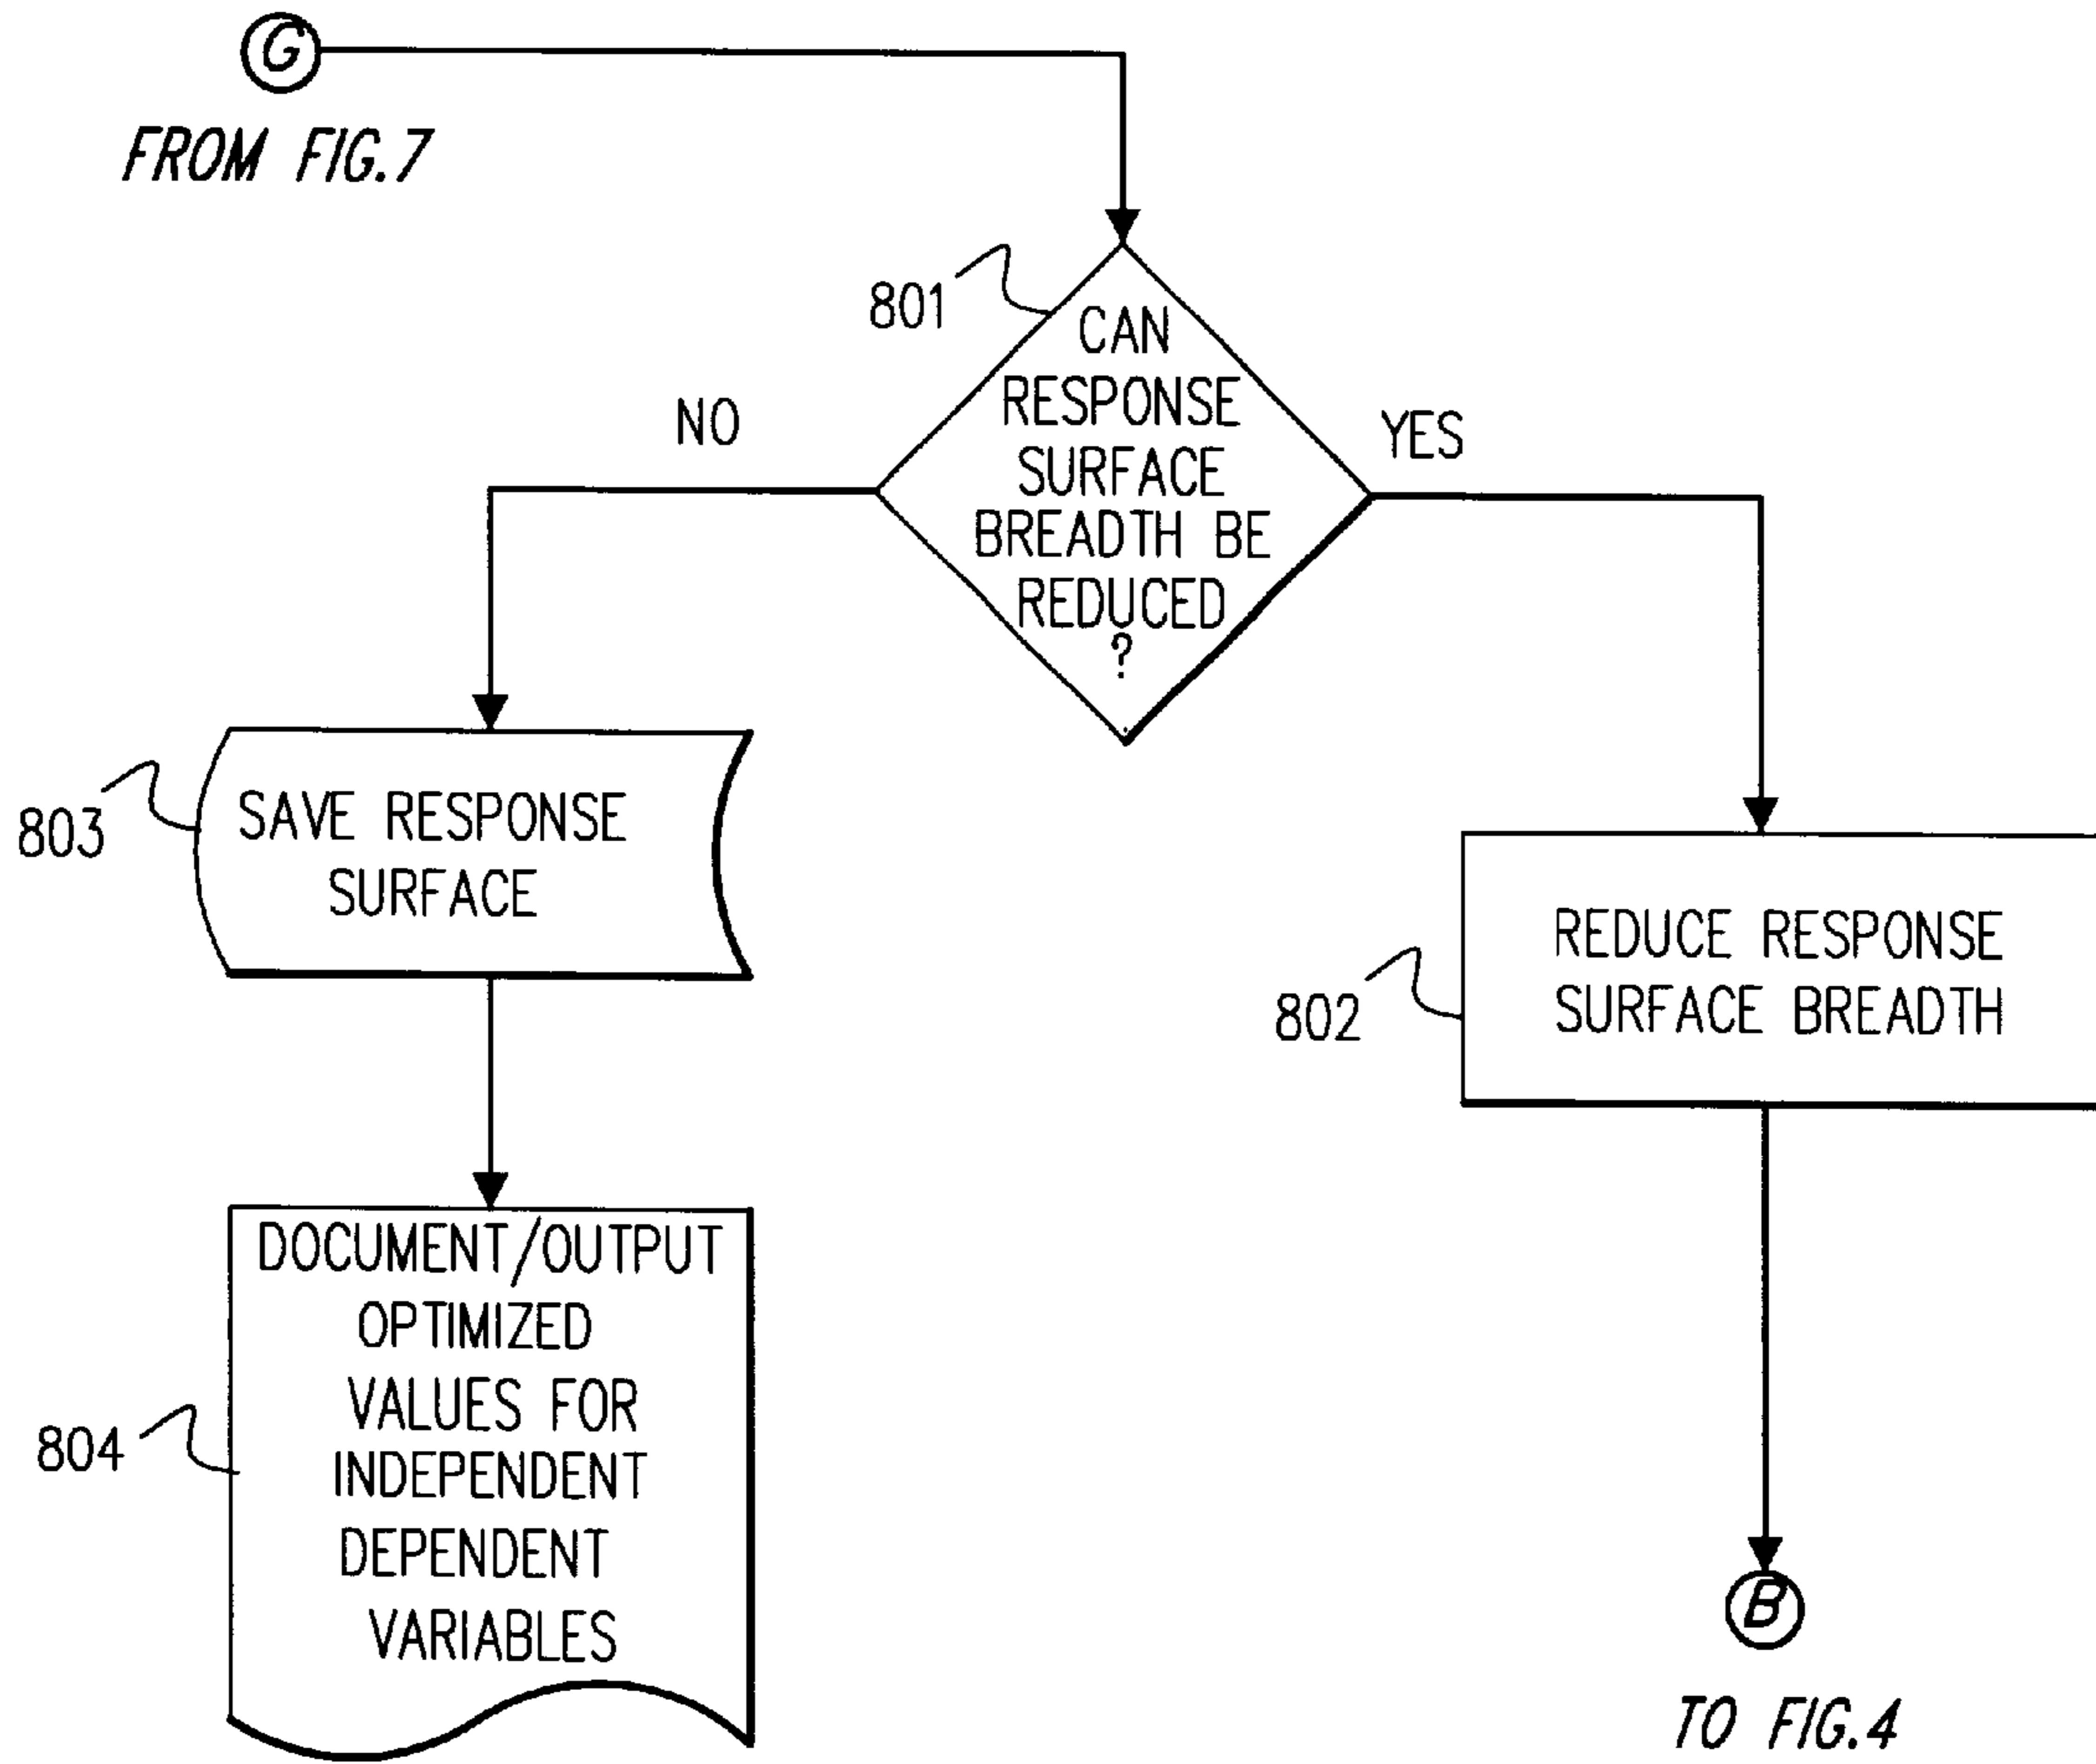 G
FROM FIG.7
801
CAN
RESPONSE
SURFACE
BREADTH BE
REDUCED
?
NO
YES
803
SAVE RESPONSE
SURFACE
802
REDUCE RESPONSE
SURFACE BREADTH
804
DOCUMENT/OUTPUT
OPTIMIZED
VALUES FOR
INDEPENDENT
DEPENDENT
VARIABLES
B
TO FIG.4